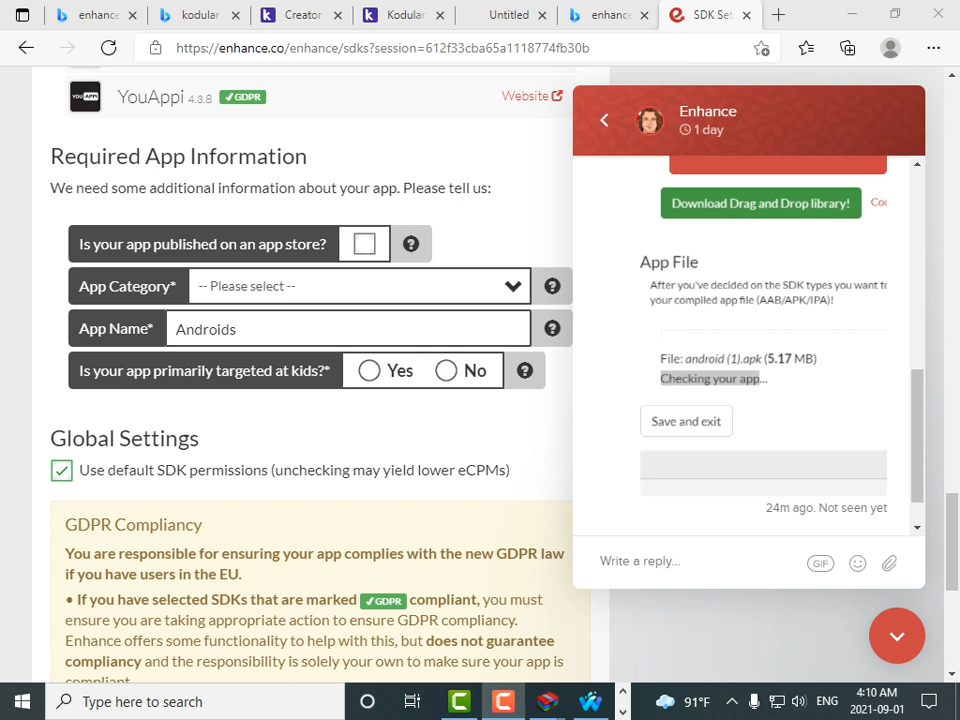 enhance
kodular
Creator
Kodular
Untitled
enhance
SDK Set
https://enhance.co/enhance/sdks?session=612f33cba65a1118774fb30b
YOUAPPI
YouAppi 4.3.8 ✓GDPR
Website
Required App Information
We need some additional information about your app. Please tell us:
Is your app published on an app store?
App Category* -- Please select --
App Name* Androids
Is your app primarily targeted at kids?* Yes No
Global Settings
Use default SDK permissions (unchecking may yield lower eCPMs)
GDPR Compliancy
You are responsible for ensuring your app complies with the new GDPR law
if you have users in the EU.
• If you have selected SDKs that are marked ✓GDPR compliant, you must
ensure you are taking appropriate action to ensure GDPR compliancy.
Enhance offers some functionality to help with this, but does not guarantee
compliancy and the responsibility is solely your own to make sure your app is
compliant.
Enhance
1 day
Download Drag and Drop library!
App File
After you've decided on the SDK types you want to
your compiled app file (AAB/APK/IPA)!
File: android (1).apk (5.17 MB)
Checking your app...
Save and exit
24m ago. Not seen yet
Write a reply...
GIF
Type here to search
91°F
ENG
4:10 AM
2021-09-01